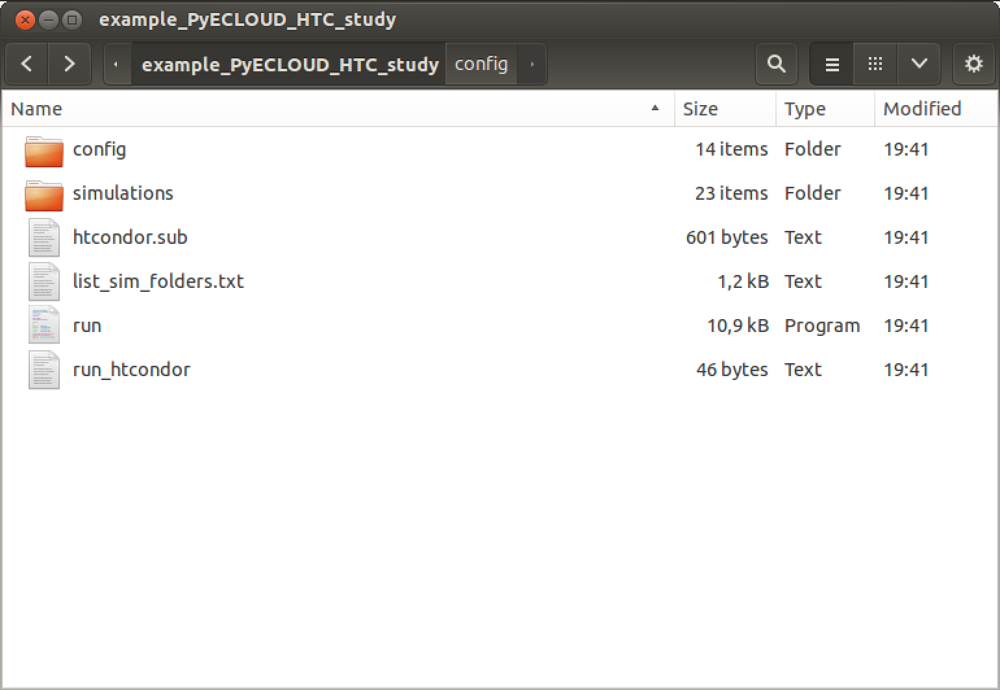 example_PyECLOUD_HTC_study
example_PyECLOUD_HTC_study config
Name Size Type Modified
config 14 items Folder 19:41
simulations 23 items Folder 19:41
htcondor.sub 601 bytes Text 19:41
list_sim_folders.txt 1,2 kB Text 19:41
run 10,9 kB Program 19:41
run_htcondor 46 bytes Text 19:41